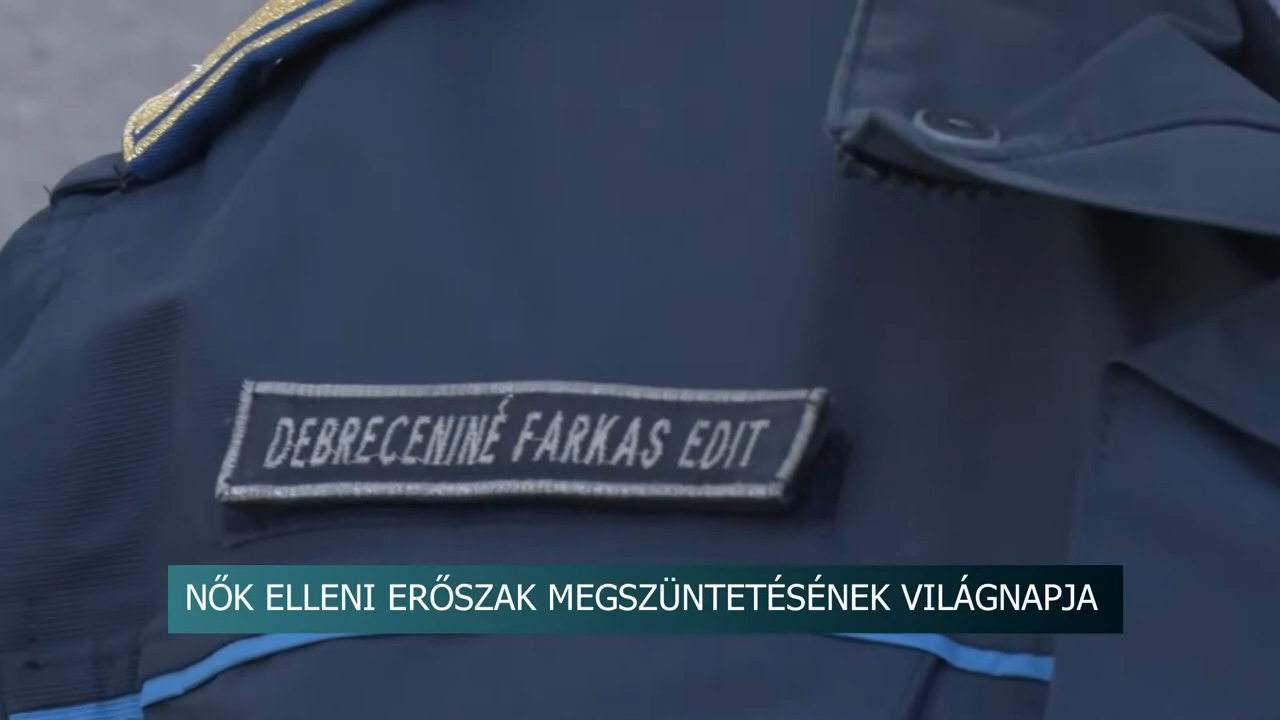 DEBRECENINÉ FARKAS EDIT
NŐK ELLENI ERŐSZAK MEGSZÜNTETÉSÉNEK VILÁGNAPJA